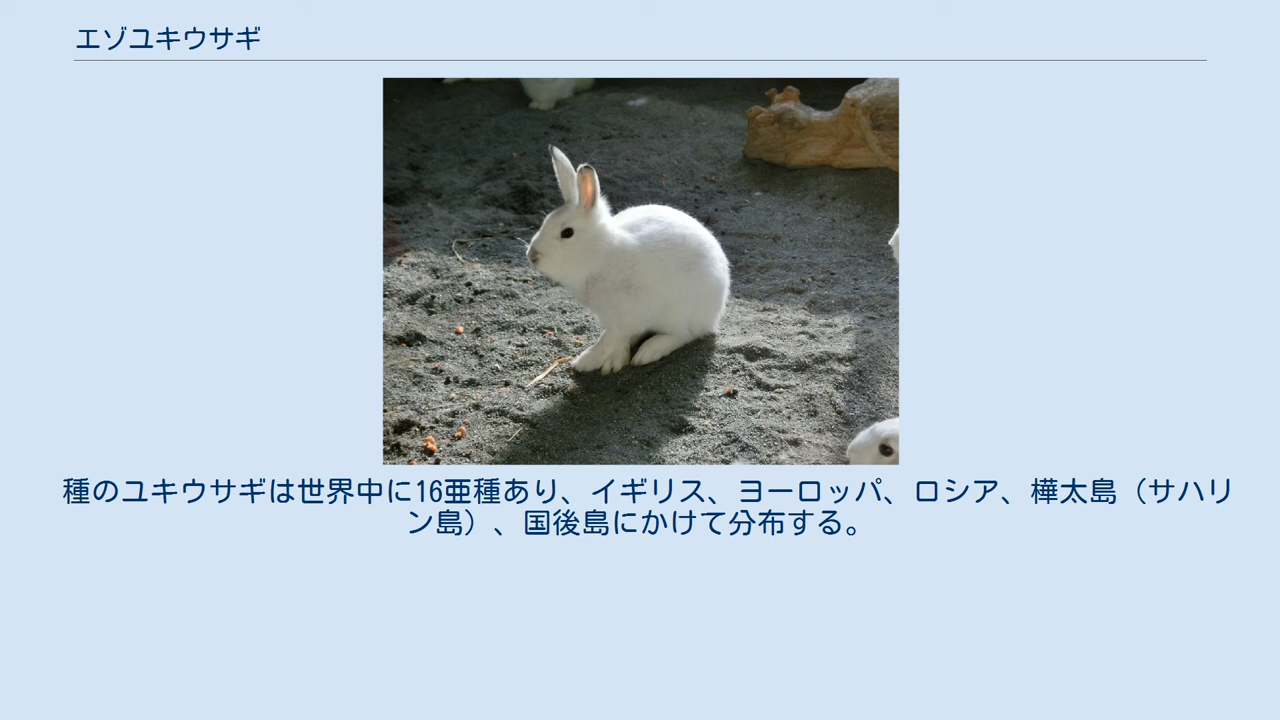 エゾユキウサギ
種のユキウサギは世界中に16亜種あり、イギリス、ヨーロッパ、ロシア、樺太島（サハリ
ン島）、国後島にかけて分布する。